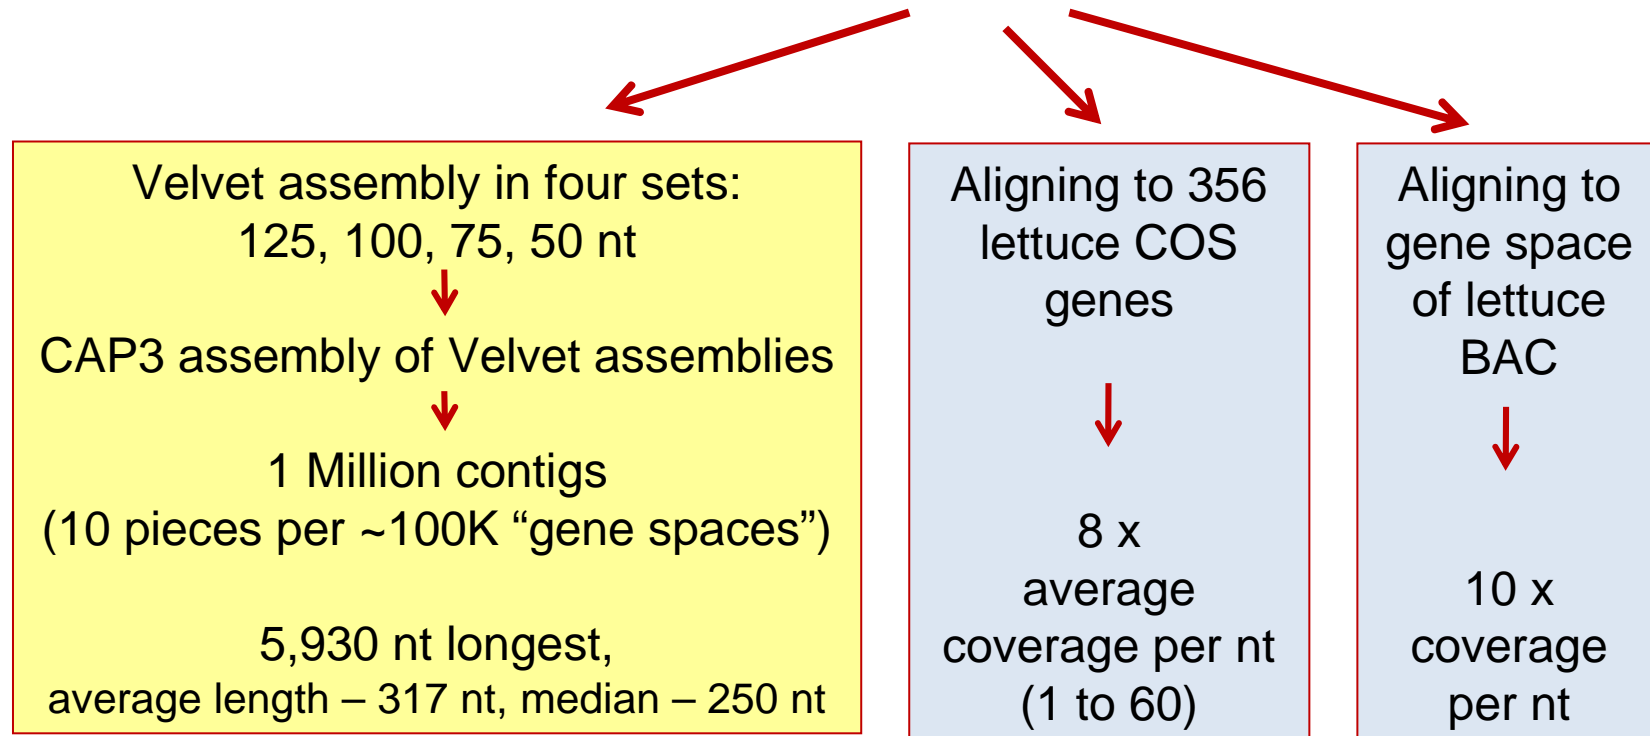 Velvet assembly in four sets:
125, 100, 75, 50 nt
CAP3 assembly of Velvet assemblies
1 Million contigs
(10 pieces per ~100K “gene spaces”)
5,930 nt longest,
average length – 317 nt, median – 250 nt
Aligning to 356
lettuce COS
genes
8 x
average
coverage per nt
(1 to 60)
Aligning to
gene space
of lettuce
BAC
10 x
coverage
per nt